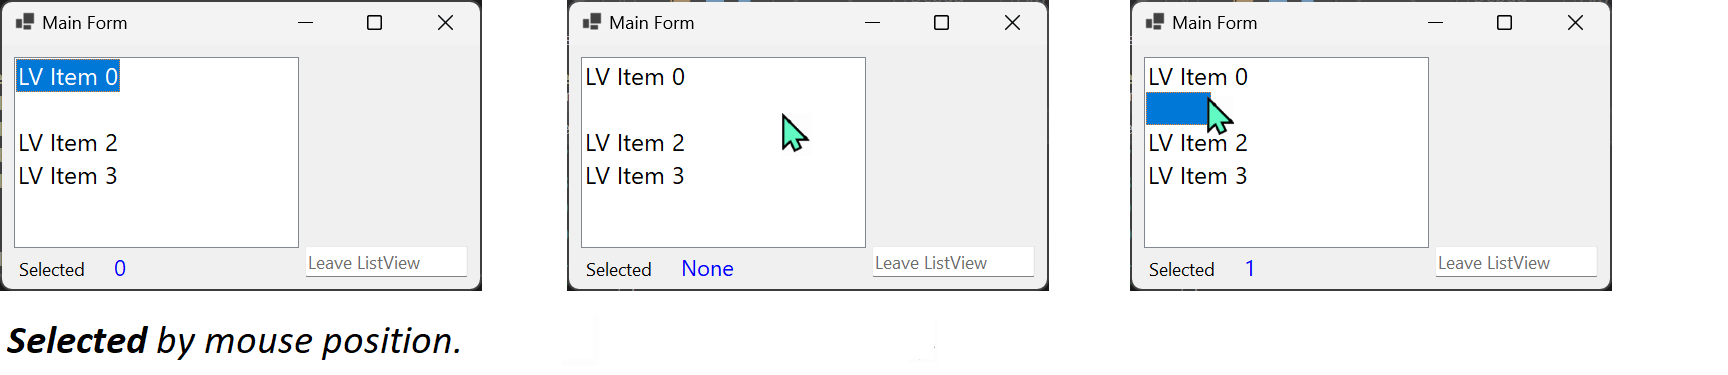 Main Form
LV Item 0
LV Item 2
LV Item 3
Selected 0
Leave ListView
Main Form
LV Item 0
LV Item 2
LV Item 3
Selected None
Leave ListView
Main Form
LV Item 0
LV Item 2
LV Item 3
Selected 1
Leave ListView
Selected by mouse position.